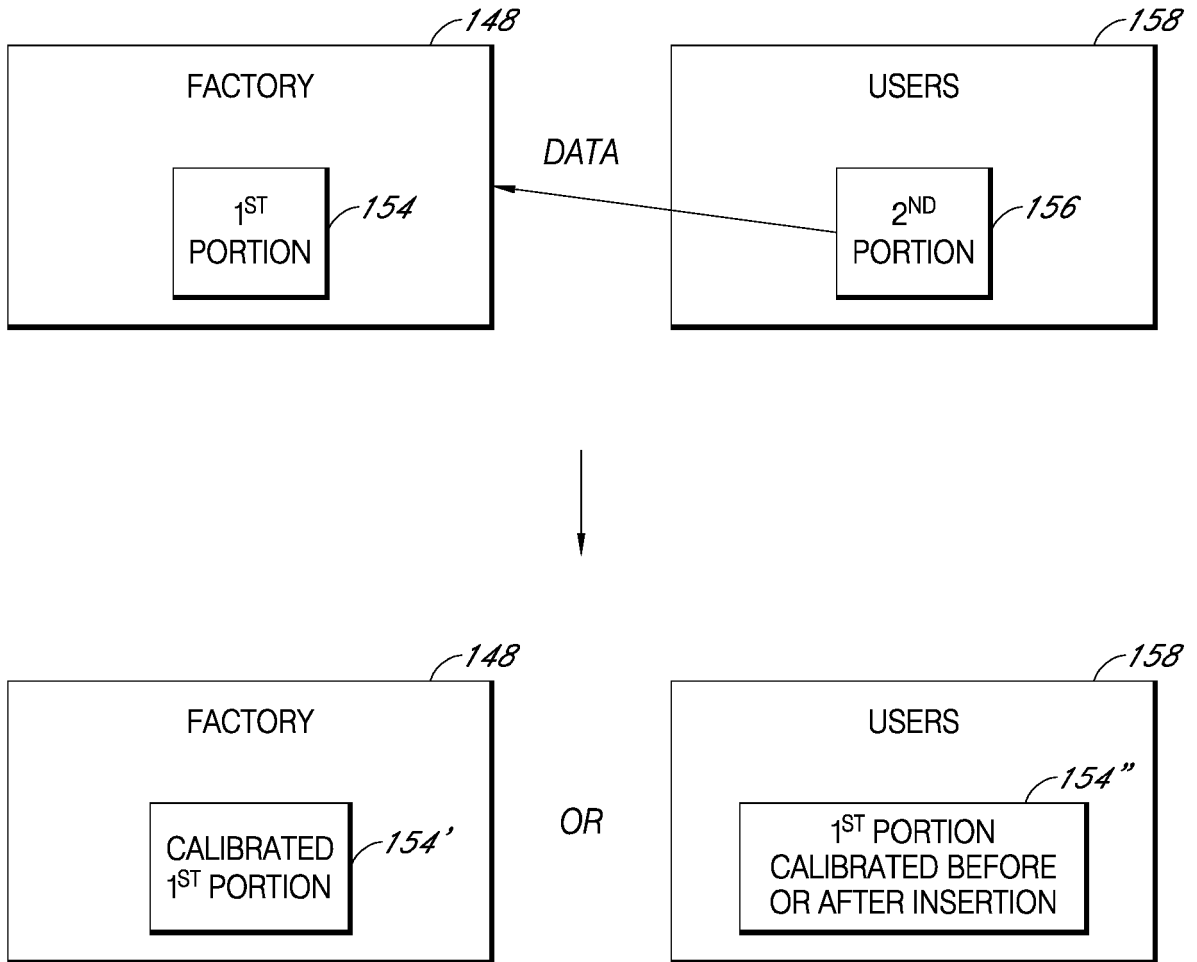 148
158
FACTORY
USERS
DATA
1ST
PORTION
154
2ND
PORTION
156
148
158
FACTORY
USERS
CALIBRATED
1ST PORTION
154'
OR
154"
1ST PORTION
CALIBRATED BEFORE
OR AFTER INSERTION